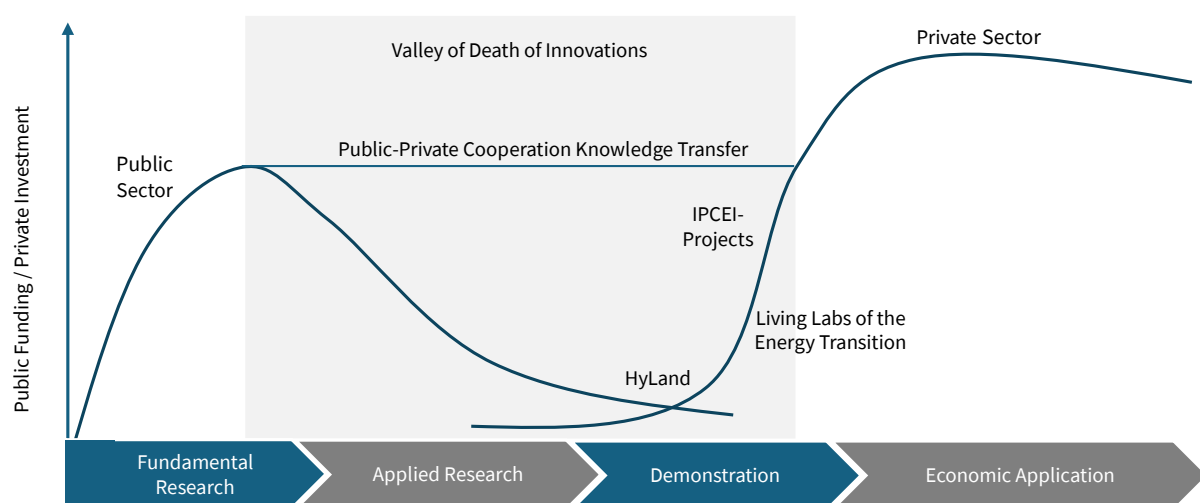 Valley of Death of Innovations
Private Sector
Public-Private Cooperation Knowledge Transfer
Public
Sector
IPCEI-
Projects
Living Labs of the
Energy Transition
HyLand
Public Funding / Private Investment
Fundamental
Research
Applied Research
Demonstration
Economic Application